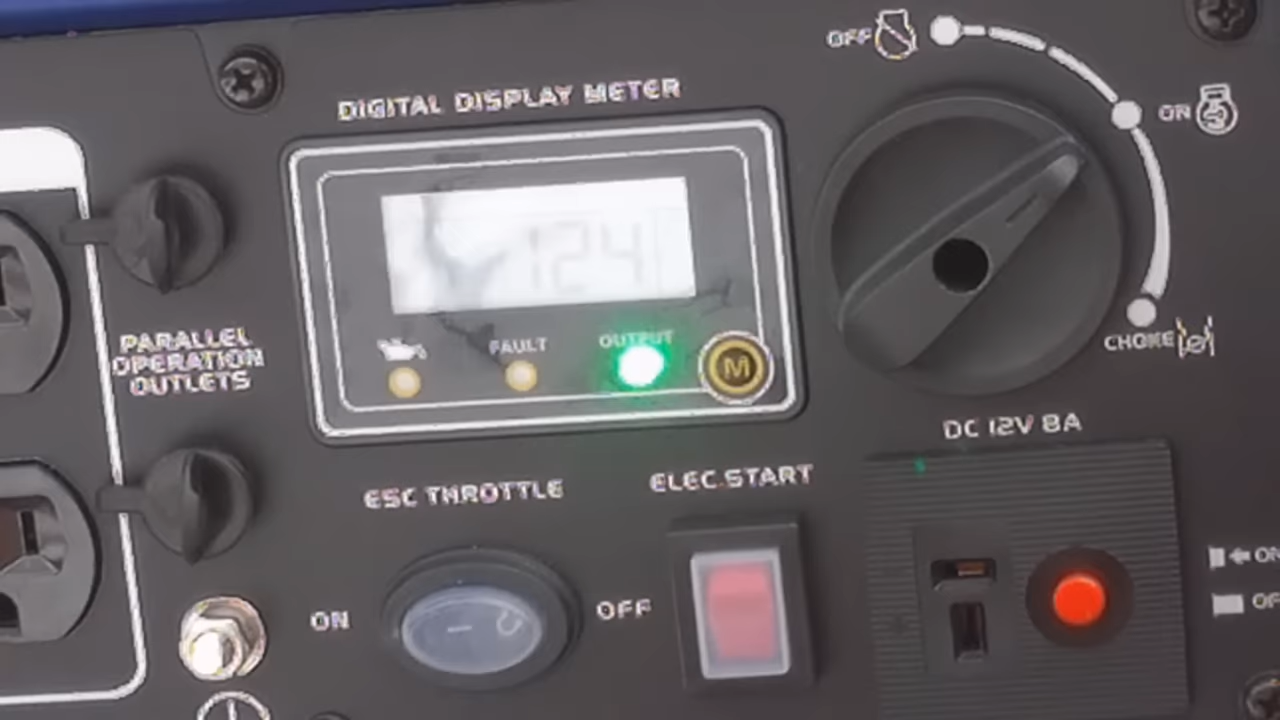 OFF
DIGITAL DISPLAY METER
ON
124
PARALLEL
OPERATION
OUTLETS
FAULT
OUTPUT
M
CHOKE
DC 12V 8A
ESC THROTTLE
ELEC.START
ON
OFF
ON
OF